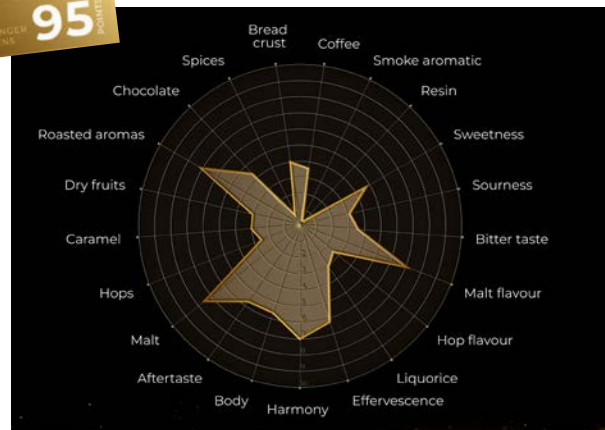 95
POINTS
Bread
crust
Coffee
Spices
Smoke aromatic
Chocolate
Resin
Roasted aromas
Sweetness
Dry fruits
Sourness
Caramel
Bitter taste
Hops
Malt flavour
Malt
Hop flavour
Aftertaste
Liquorice
Body
Effervescence
Harmony